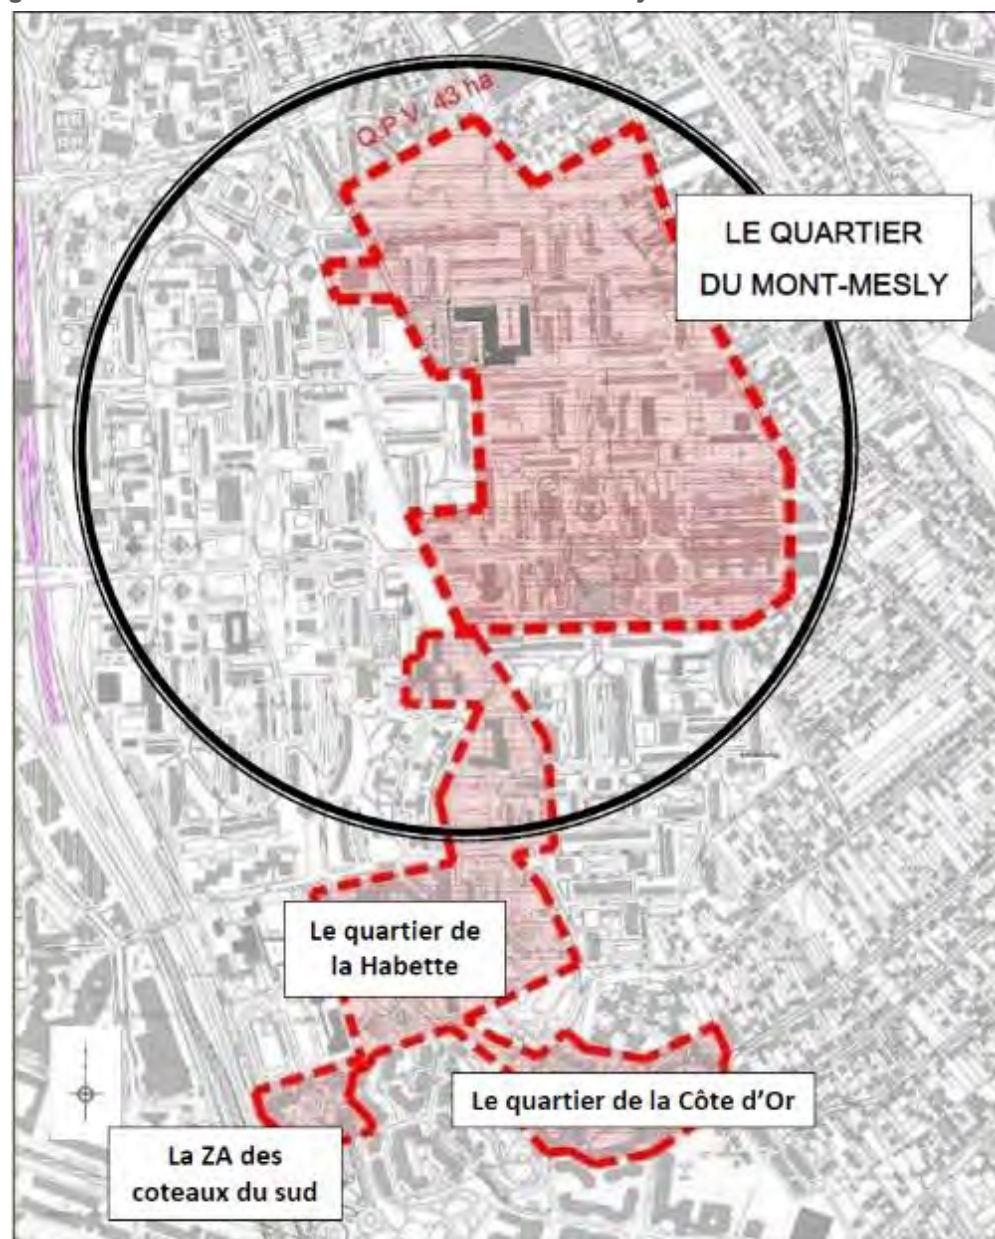 Q.P.V. 43 ha
LE QUARTIER
DU MONT-MESLY
Le quartier de
la Habette
Le quartier de la Côte d'Or
La ZA des
coteaux du sud